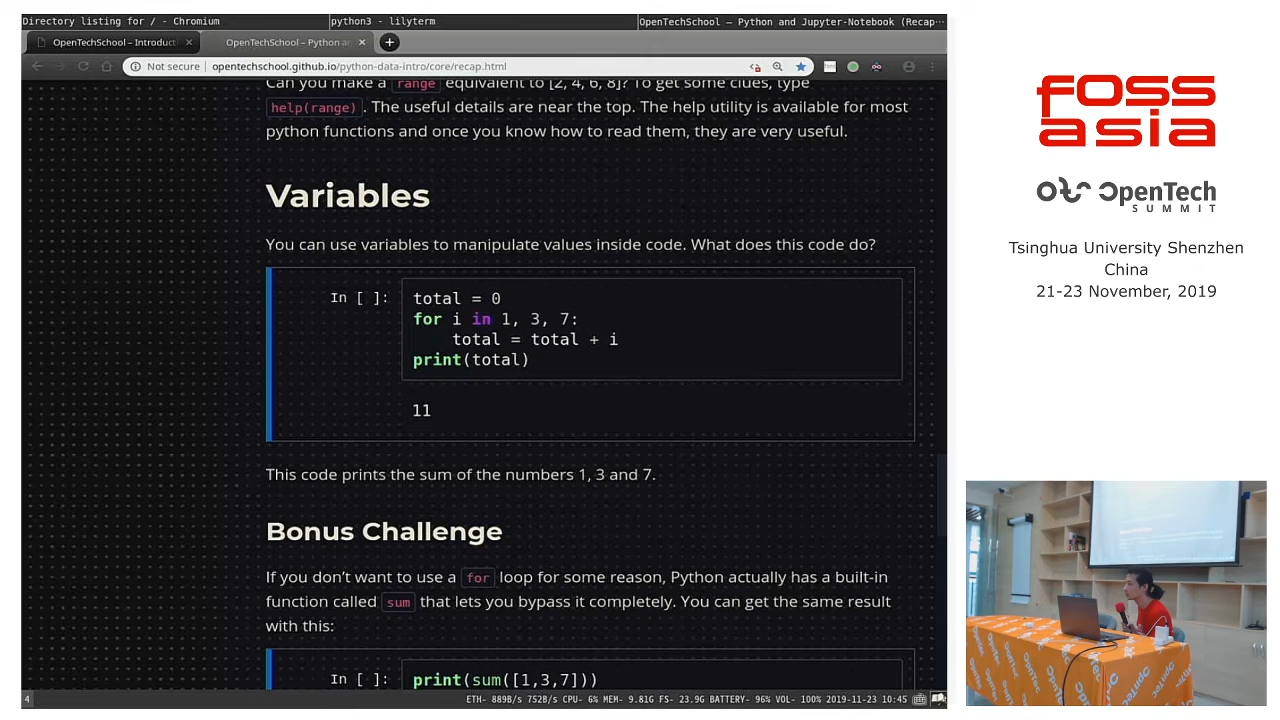 Directory listing for / - Chromium
python3 - lilyterm
OpenTechSchool – Python and Jupyter-Notebook (Recap···
OpenTechSchool – Introducti
OpenTechSchool – Python an
Not secure
opentechschool.github.io/python-data-intro/core/recap.html
Can you make a range equivalent to [2, 4, 6, 8]? To get some clues, type
help(range). The useful details are near the top. The help utility is available for most
python functions and once you know how to read them, they are very useful.
Variables
You can use variables to manipulate values inside code. What does this code do?
In [ ]:
total = 0
for i in 1, 3, 7:
total = total + i
print(total)
11
This code prints the sum of the numbers 1, 3 and 7.
Bonus Challenge
If you don’t want to use a for loop for some reason, Python actually has a built-in
function called sum that lets you bypass it completely. You can get the same result
with this:
In [ ]:
print(sum([1,3,7]))
4
ETH- 889B/s 752B/s CPU- 6% MEM- 9.81G FS- 23.9G BATTERY- 96% VOL- 100% 2019-11-23 10:45
FOSS
asia
OpenTech
SUMMIT
Tsinghua University Shenzhen
China
21-23 November, 2019